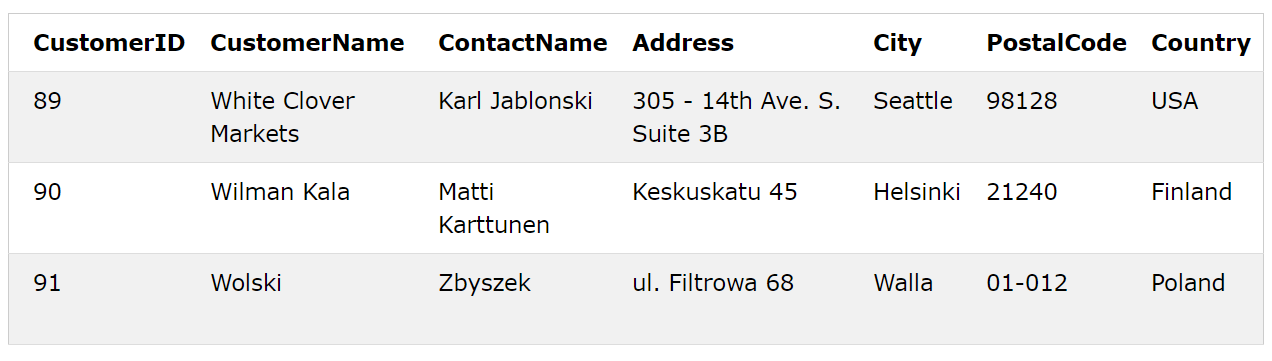 CustomerID CustomerName ContactName Address City PostalCode Country
89 White Clover Karl Jablonski 305 - 14th Ave. S. Seattle 98128 USA
Markets Suite 3B
90 Wilman Kala Matti Keskuskatu 45 Helsinki 21240 Finland
Karttunen
91 Wolski Zbyszek ul. Filtrowa 68 Walla 01-012 Poland